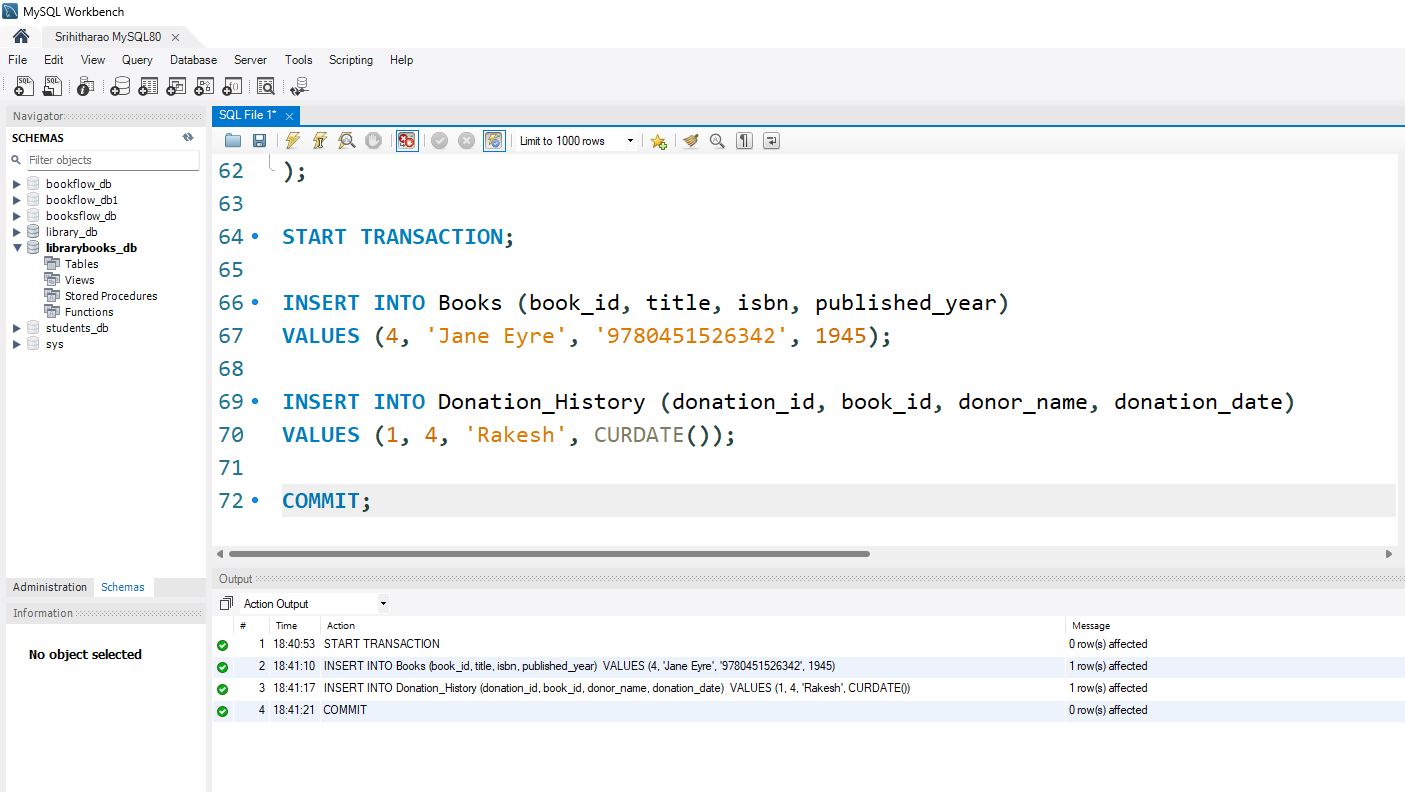 MySQL Workbench
Srihitharao MySQL80
File Edit View Query Database Server Tools Scripting Help
Navigator
SCHEMAS
Filter objects
bookflow_db
bookflow_db1
booksflow_db
library_db
librarybooks_db
Tables
Views
Stored Procedures
Functions
students_db
sys
Administration Schemas
Information
No object selected
SQL File 1*
Limit to 1000 rows
62 );
63
64 START TRANSACTION;
65
66 INSERT INTO Books (book_id, title, isbn, published_year)
67 VALUES (4, 'Jane Eyre', '9780451526342', 1945);
68
69 INSERT INTO Donation_History (donation_id, book_id, donor_name, donation_date)
70 VALUES (1, 4, 'Rakesh', CURDATE());
71
72 COMMIT;
Output
Action Output
# Time Action Message
1 18:40:53 START TRANSACTION 0 row(s) affected
2 18:41:10 INSERT INTO Books (book_id, title, isbn, published_year) VALUES (4, 'Jane Eyre', '9780451526342', 1945) 1 row(s) affected
3 18:41:17 INSERT INTO Donation_History (donation_id, book_id, donor_name, donation_date) VALUES (1, 4, 'Rakesh', CURDATE()) 1 row(s) affected
4 18:41:21 COMMIT 0 row(s) affected